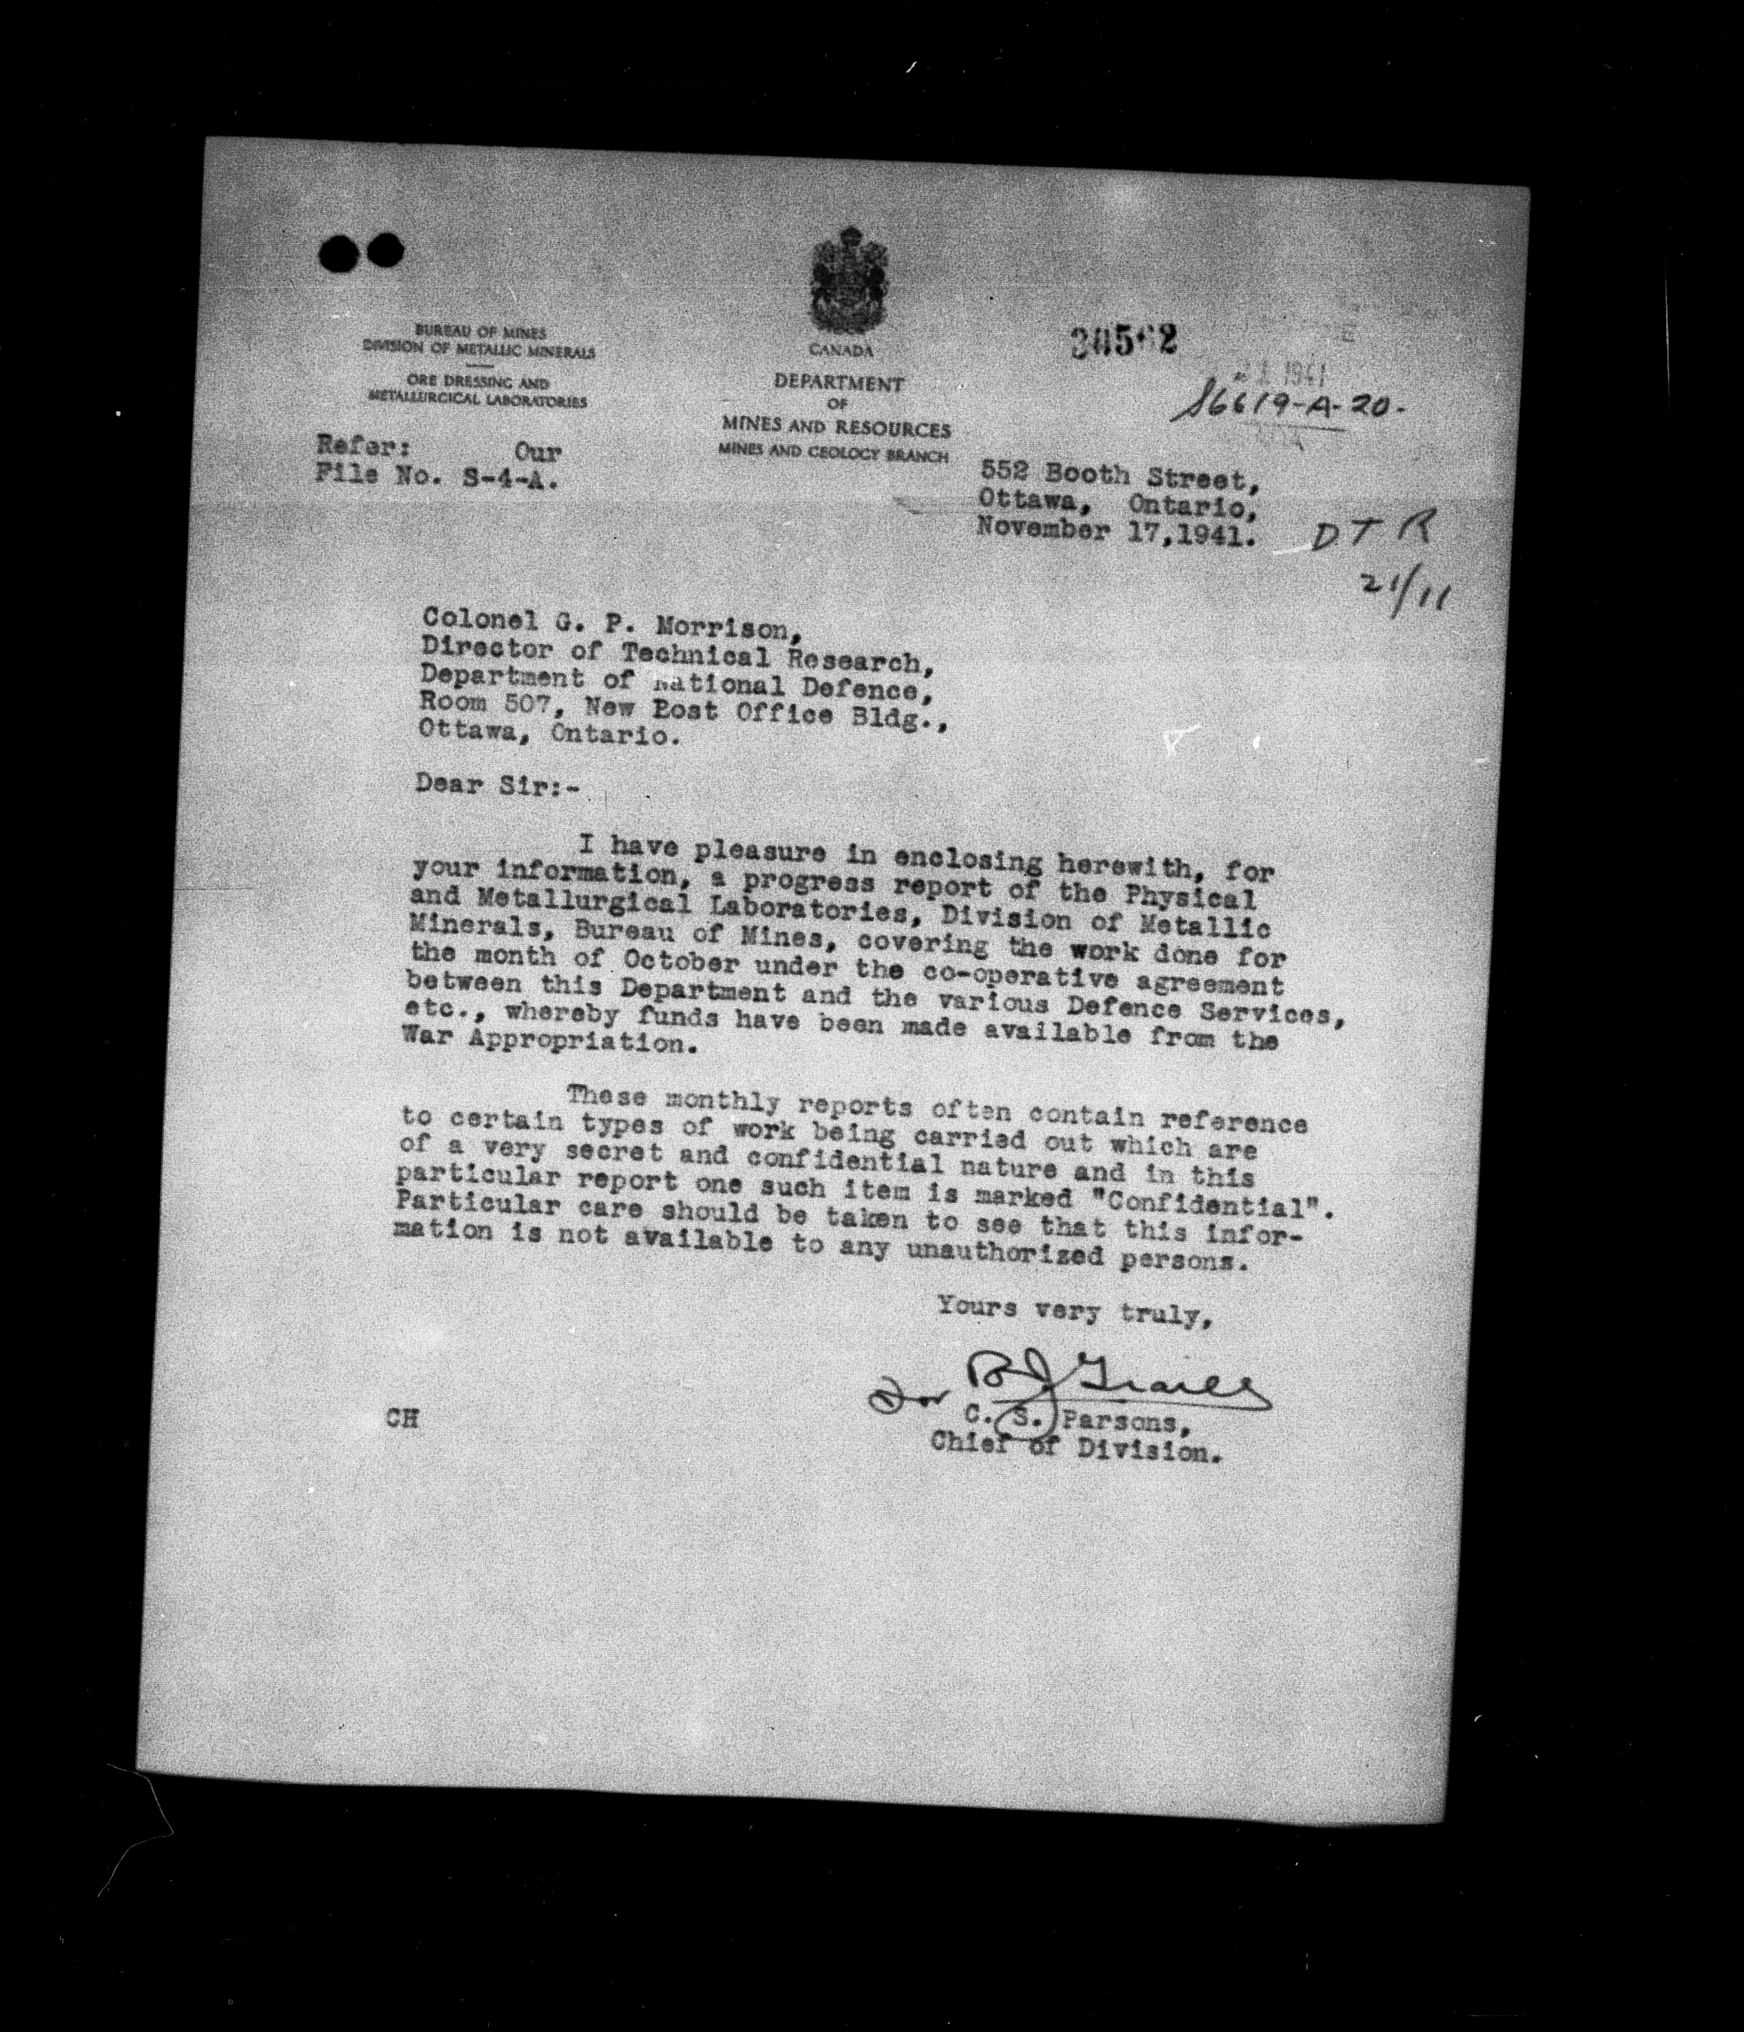 BUREAU OF MINES
DIVISION OF METALLIC MINERALS
ORE DRESSING AND
METALLURGICAL LABORATORIES
Refer: Our
File No. S-4-A.
CANADA
DEPARTMENT
OF
MINES AND RESOURCES
MINES AND GEOLOGY BRANCH
1941
S6619-A-20.
552 Booth Street,
Ottawa, Ontario,
November 17,1941.
D T R
21/11
Colonel G. P. Morrison,
Director of Technical Research,
Department of National Defence,
Room 507, New Post Office Bldg.,
Ottawa, Ontario.
Dear Sir:-
I have pleasure in enclosing herewith, for
your information, a progress report of the Physical
and Metallurgical Laboratories, Division of Metallic
Minerals, Bureau of Mines, covering the work done for
the month of October under the co-operative agreement
between this Department and the various Defence Services,
etc., whereby funds have been made available from the
War Appropriation.
These monthly reports often contain reference
to certain types of work being carried out which are
of a very secret and confidential nature and in this
particular report one such item is marked "Confidential".
Particular care should be taken to see that this infor-
mation is not available to any unauthorized persons.
Yours very truly,
for
C. S. Parsons,
Chief of Division.
CH